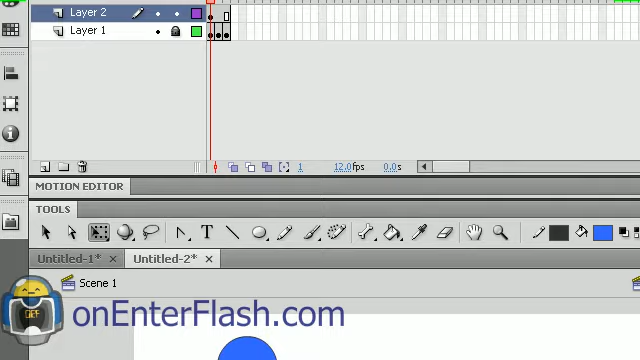 Layer 2
Layer 1
1 12.0fps 0.0s
MOTION EDITOR
TOOLS
T
Untitled-1* × Untitled-2* ×
Scene 1
OEF
onEnterFlash.com